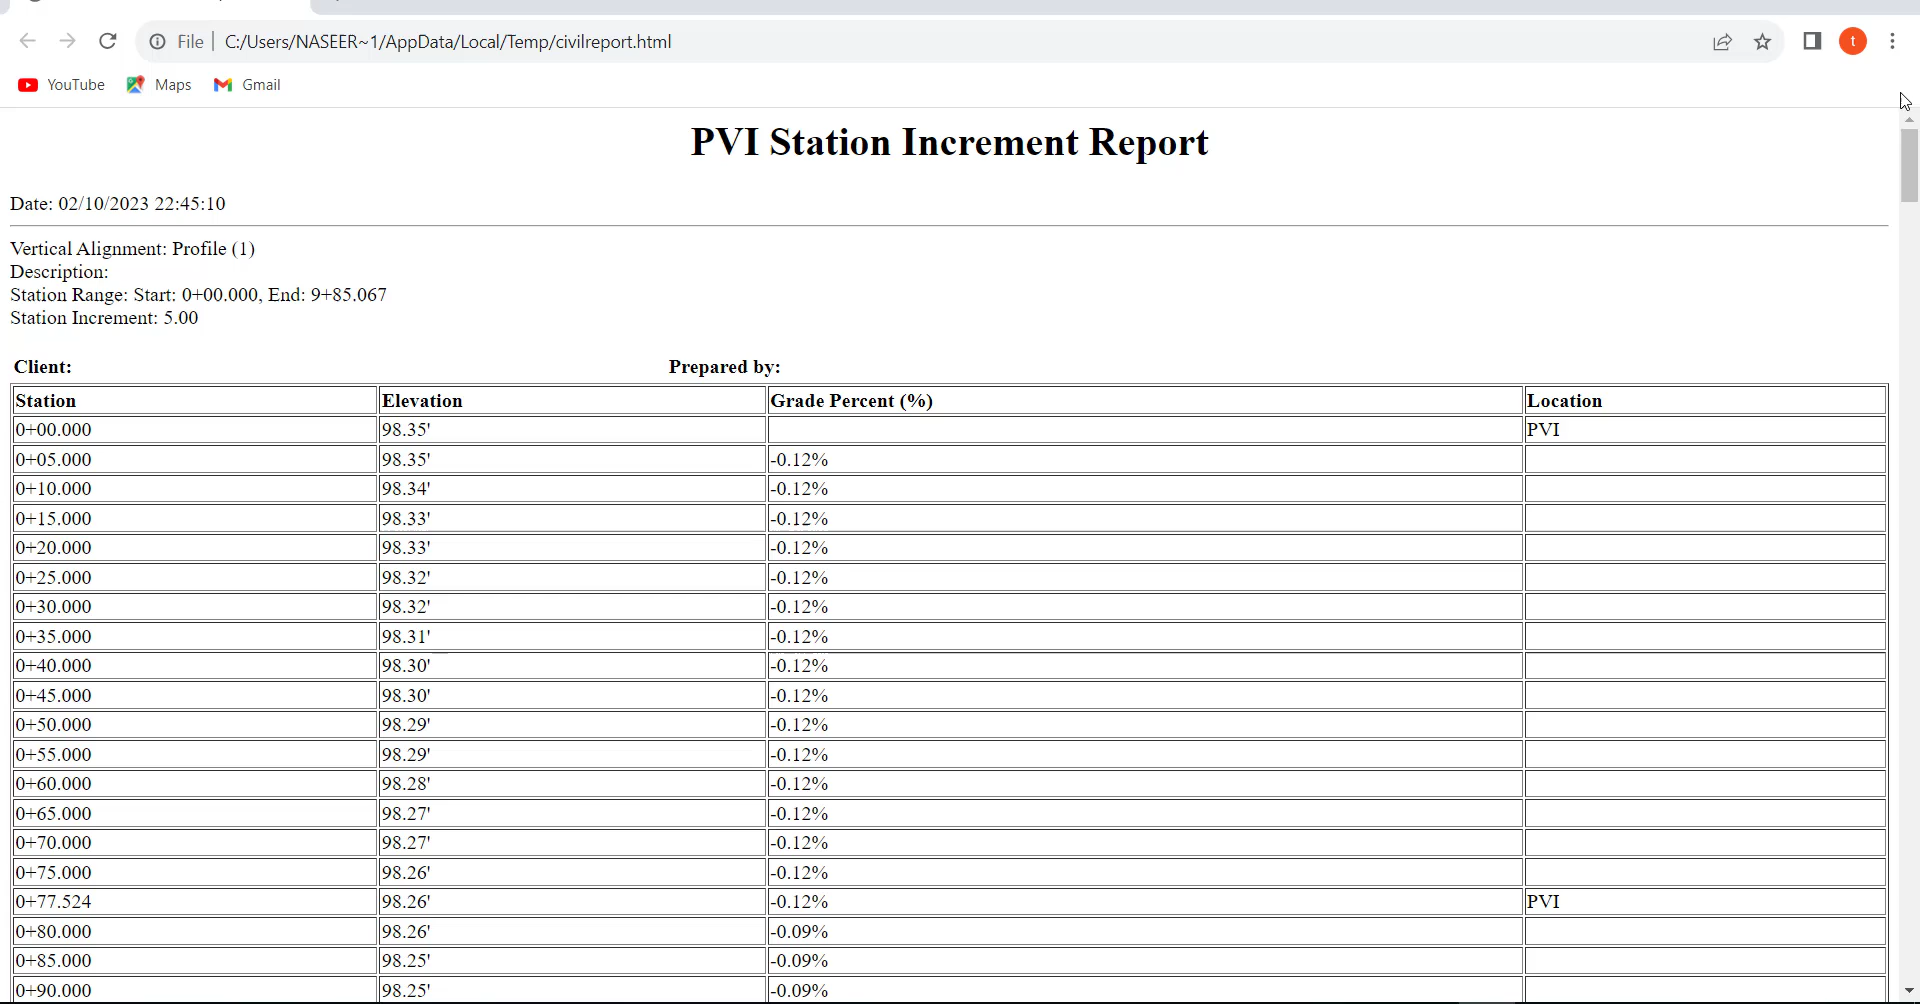 File C:/Users/NASEER~1/AppData/Local/Temp/civilreport.html
t
YouTube Maps Gmail
PVI Station Increment Report
Date: 02/10/2023 22:45:10
Vertical Alignment: Profile (1)
Description:
Station Range: Start: 0+00.000, End: 9+85.067
Station Increment: 5.00
Client: Prepared by:
Station Elevation Grade Percent (%) Location
0+00.000 98.35' PVI
0+05.000 98.35' -0.12%
0+10.000 98.34' -0.12%
0+15.000 98.33' -0.12%
0+20.000 98.33' -0.12%
0+25.000 98.32' -0.12%
0+30.000 98.32' -0.12%
0+35.000 98.31' -0.12%
0+40.000 98.30' -0.12%
0+45.000 98.30' -0.12%
0+50.000 98.29' -0.12%
0+55.000 98.29' -0.12%
0+60.000 98.28' -0.12%
0+65.000 98.27' -0.12%
0+70.000 98.27' -0.12%
0+75.000 98.26' -0.12%
0+77.524 98.26' -0.12% PVI
0+80.000 98.26' -0.09%
0+85.000 98.25' -0.09%
0+90.000 98.25' -0.09%